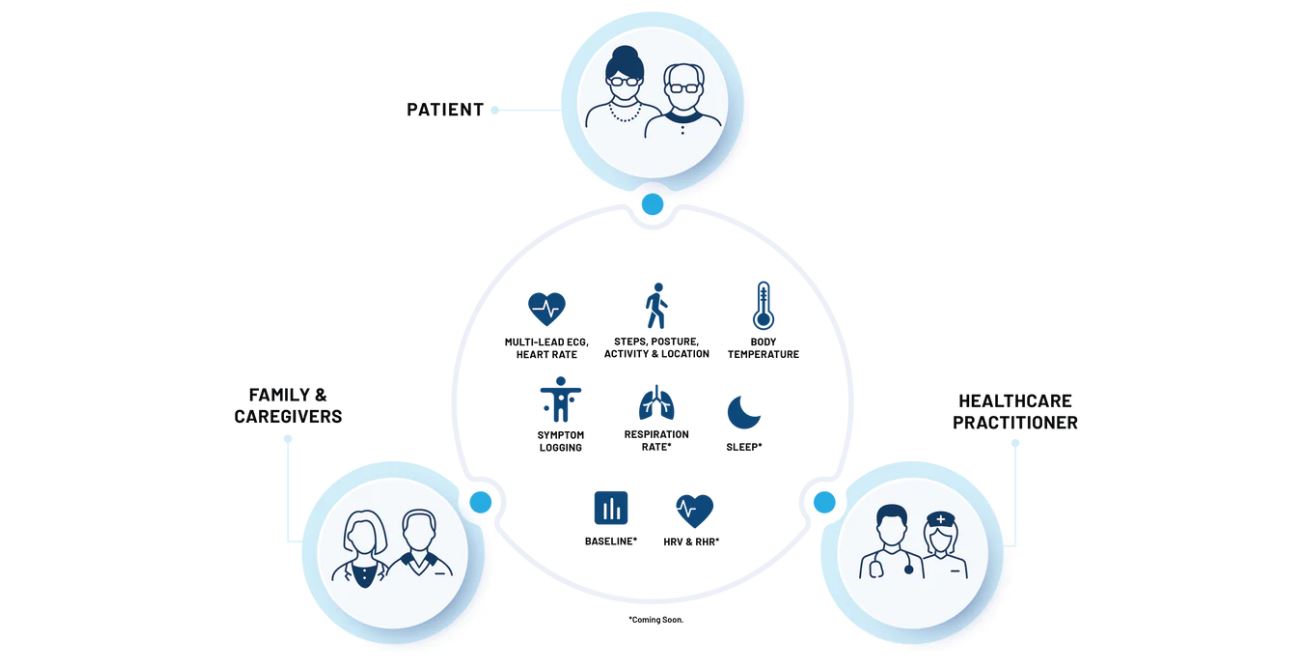 PATIENT
MULTI-LEAD ECG,
HEART RATE
STEPS, POSTURE,
ACTIVITY & LOCATION
BODY
TEMPERATURE
FAMILY &
CAREGIVERS
HEALTHCARE
PRACTITIONER
SYMPTOM
LOGGING
RESPIRATION
RATE*
SLEEP*
BASELINE*
HRV & RHR*
*Coming Soon.